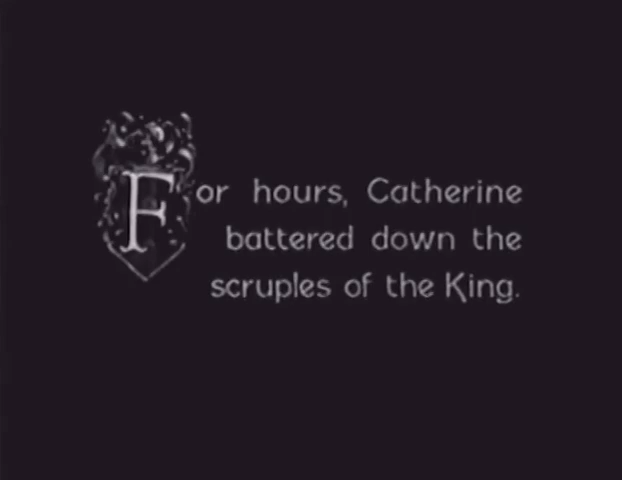 For hours, Catherine
battered down the
scruples of the King.